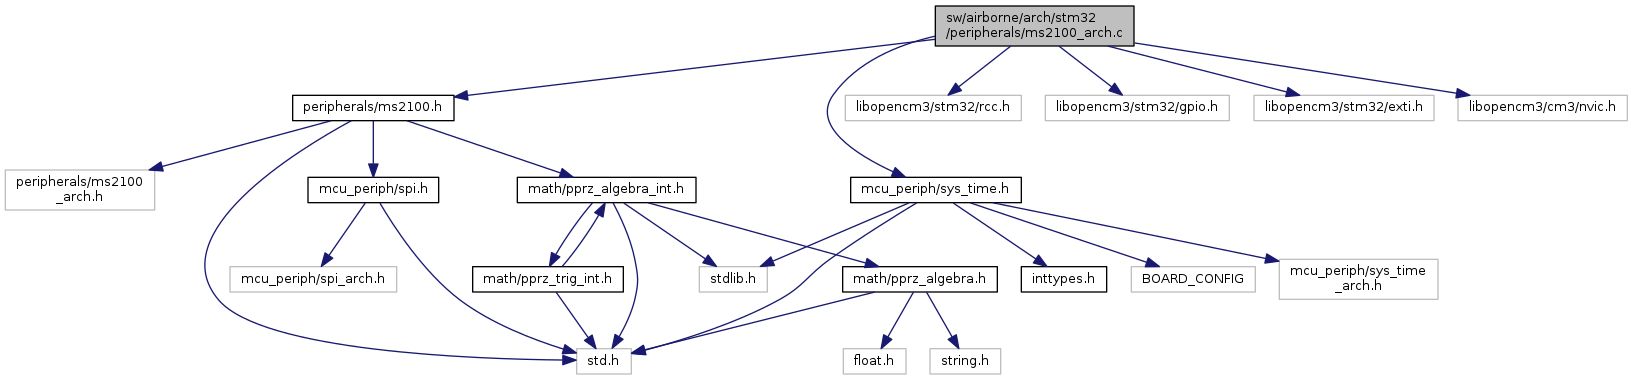 sw/airborne/arch/stm32
/peripherals/ms2100_arch.c
peripherals/ms2100.h
libopencm3/stm32/rcc.h
libopencm3/stm32/gpio.h
libopencm3/stm32/exti.h
libopencm3/cm3/nvic.h
peripherals/ms2100
_arch.h
mcu_periph/spi.h
math/pprz_algebra_int.h
mcu_periph/sys_time.h
mcu_periph/spi_arch.h
math/pprz_trig_int.h
stdlib.h
math/pprz_algebra.h
inttypes.h
BOARD_CONFIG
mcu_periph/sys_time
_arch.h
std.h
float.h
string.h